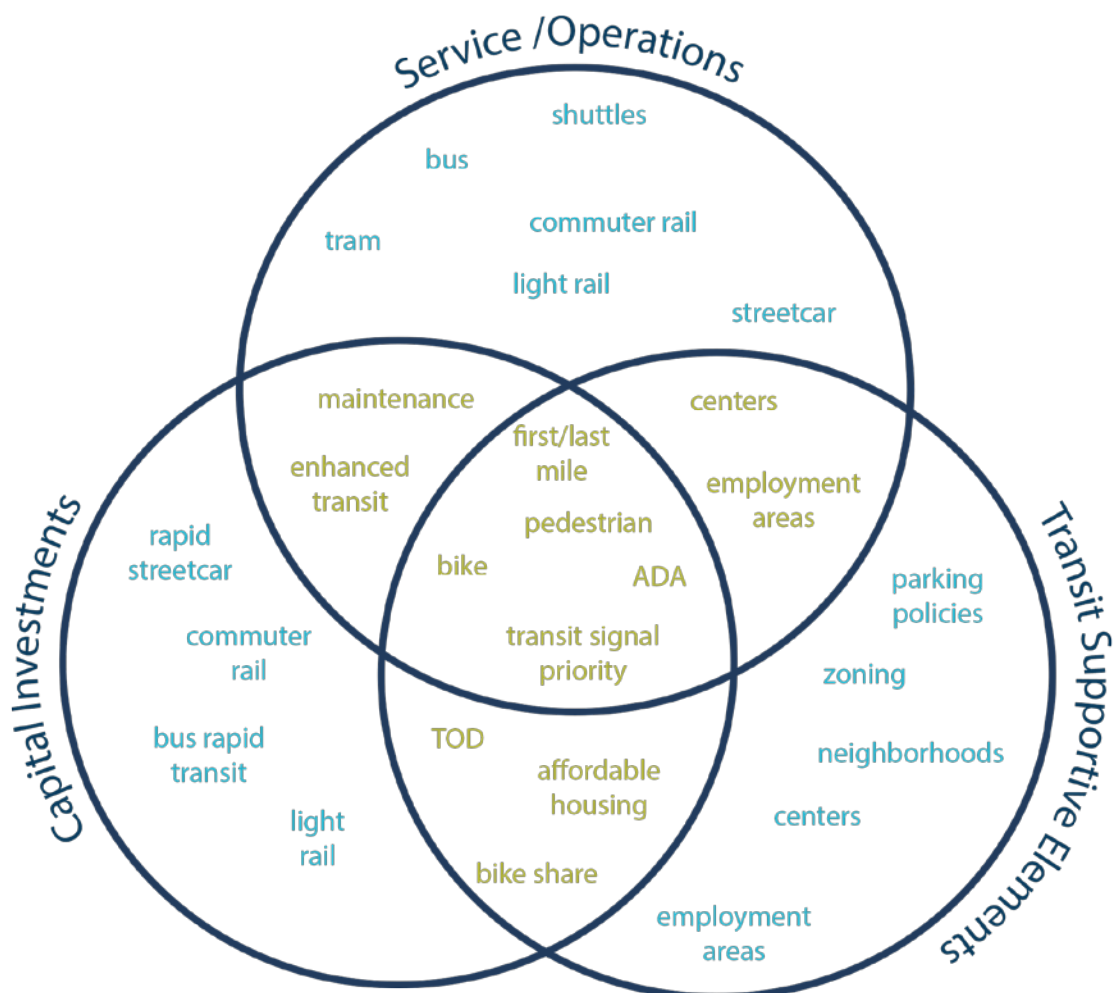 Service /Operations
shuttles
bus
commuter rail
tram
light rail
streetcar
maintenance
centers
first/last
mile
enhanced
transit
employment
areas
pedestrian
bike
ADA
transit signal
priority
Capital Investments
rapid
streetcar
commuter
rail
bus rapid
transit
light
rail
TOD
affordable
housing
bike share
Transit Supportive Elements
parking
policies
zoning
neighborhoods
centers
employment
areas